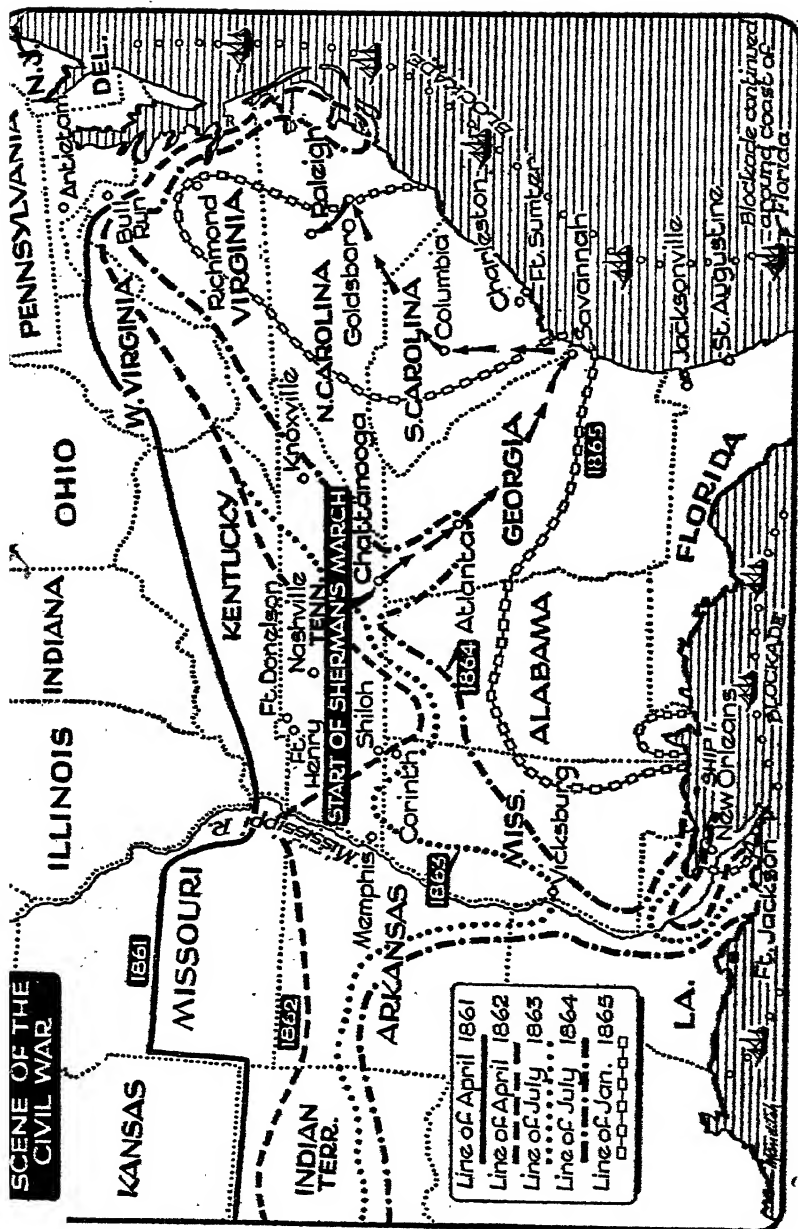 SCENE OF THE
CIVIL WAR
KANSAS
MISSOURI
1861
ILLINOIS
INDIANA
OHIO
PENNSYLVANIA
N.J.
DEL.
Antietam
Bull
Run
W. VIRGINIA
KENTUCKY
Richmond
VIRGINIA
Mississippi R.
1862
INDIAN
TERR.
ARKANSAS
Memphis
Ft.
Henry
Ft. Donelson
Nashville
TENN.
Knoxville
START OF SHERMANS MARCH
Chattanooga
N. CAROLINA
Raleigh
Goldsboro
Shiloh
Corinth
1863
1864
Atlanta
S. CAROLINA
Columbia
Charleston
Ft. Sumter
BLOCKADE
MISS.
Vicksburg
ALABAMA
GEORGIA
1865
Savannah
Line of April 1861
Line of April 1862
Line of July 1863
Line of July 1864
Line of Jan. 1865
LA.
Ft. Jackson
New Orleans
SHIP I.
BLOCKADE
FLORIDA
Jacksonville
St. Augustine
Blockade continued
around coast of
Florida